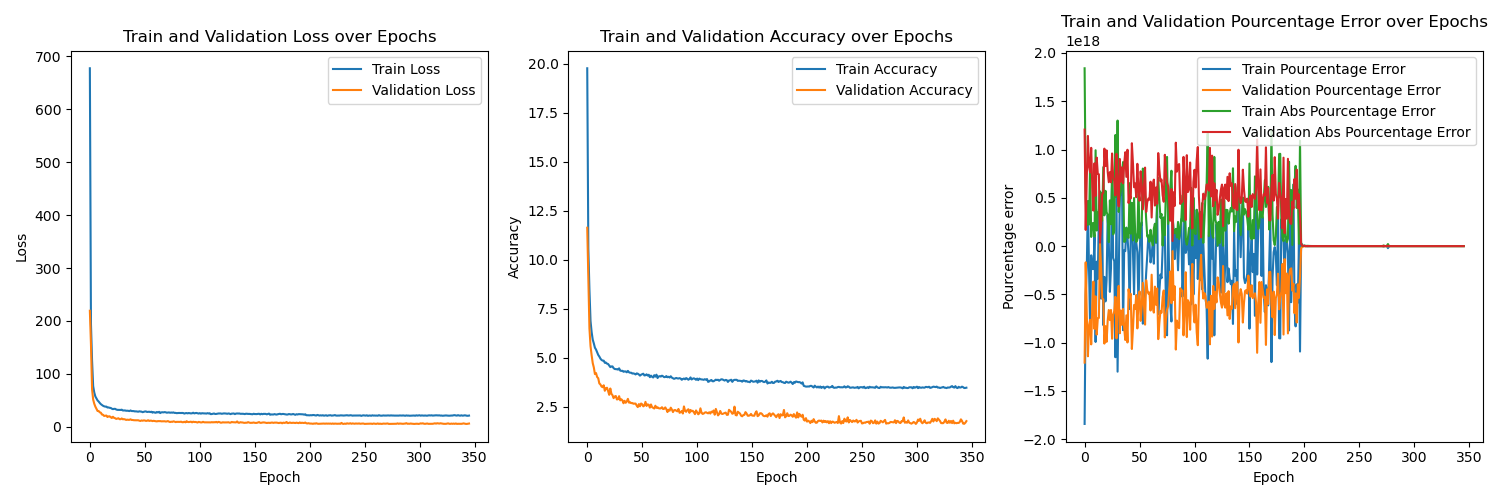 Train and Validation Loss over Epochs
Loss
700
600
500
400
300
200
100
0
Train Loss
Validation Loss
0 50 100 150 200 250 300 350
Epoch
Train and Validation Accuracy over Epochs
Accuracy
20.0
17.5
15.0
12.5
10.0
7.5
5.0
2.5
Train Accuracy
Validation Accuracy
0 50 100 150 200 250 300 350
Epoch
Train and Validation Pourcentage Error over Epochs
1e18
Pourcentage error
2.0
1.5
1.0
0.5
0.0
−0.5
−1.0
−1.5
−2.0
Train Pourcentage Error
Validation Pourcentage Error
Train Abs Pourcentage Error
Validation Abs Pourcentage Error
0 50 100 150 200 250 300 350
Epoch